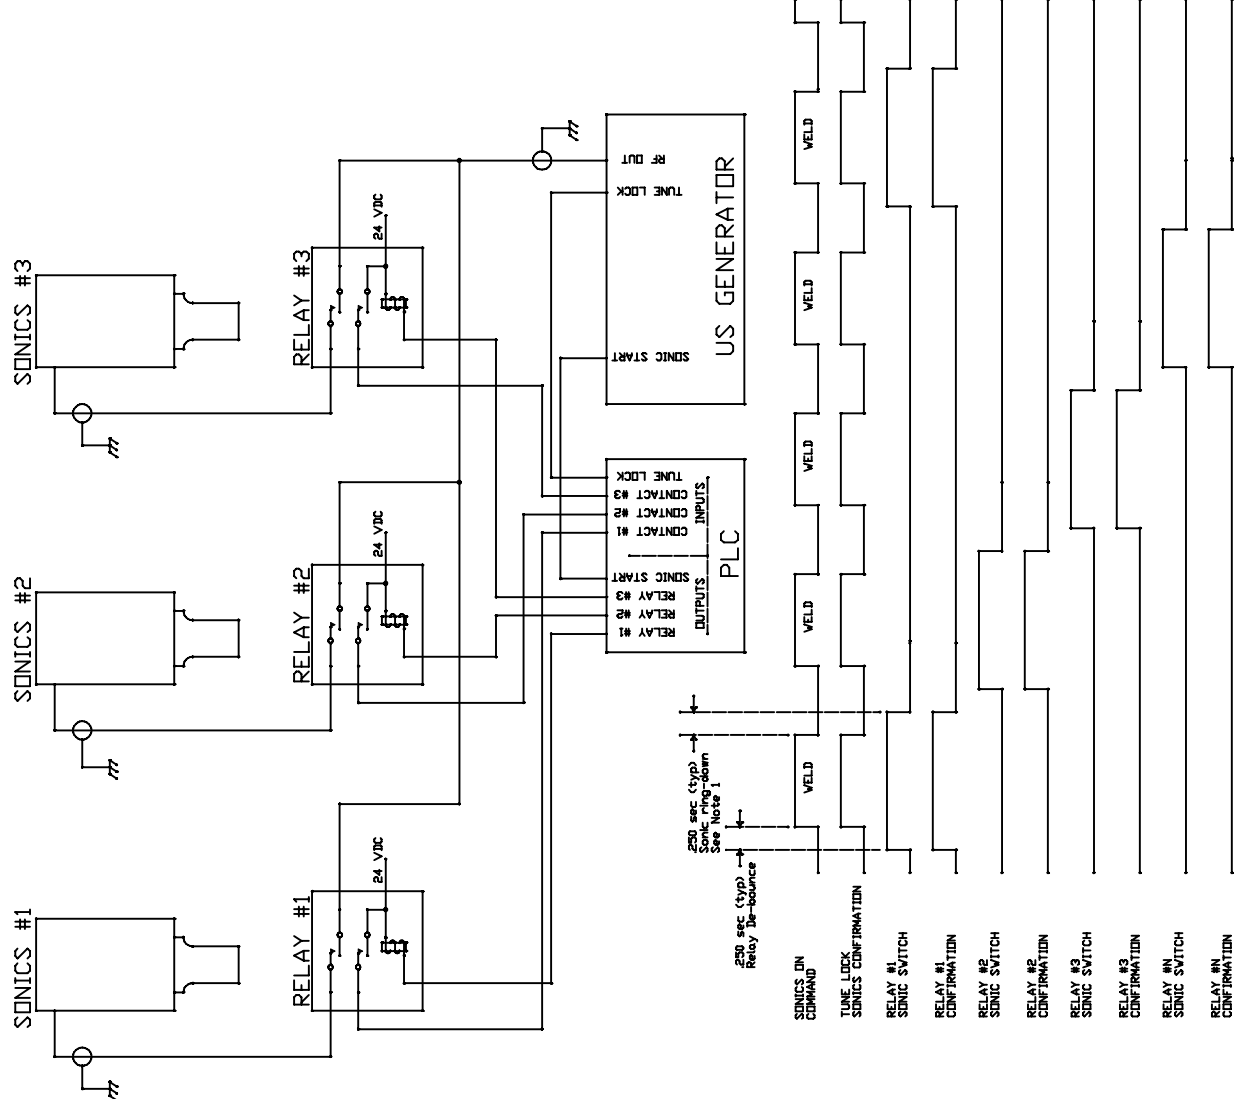 SONICS #3
SONICS #2
SONICS #1
RELAY #3
24 VDC
RELAY #2
24 VDC
RELAY #1
24 VDC
US GENERATOR
RF OUT
TUNE LOCK
SONIC START
PLC
INPUTS
TUNE LOCK
CONTACT #3
CONTACT #2
CONTACT #1
OUTPUTS
SONIC START
RELAY #3
RELAY #2
RELAY #1
.250 sec (typ)
Sonic ring-down
See Note 1
.250 sec (typ)
Relay De-bounce
SONICS ON
COMMAND
WELD
WELD
WELD
WELD
WELD
TUNE LOCK
SONICS CONFIRMATION
RELAY #1
SONIC SWITCH
RELAY #1
CONFIRMATION
RELAY #2
SONIC SWITCH
RELAY #2
CONFIRMATION
RELAY #3
SONIC SWITCH
RELAY #3
CONFIRMATION
RELAY #N
SONIC SWITCH
RELAY #N
CONFIRMATION